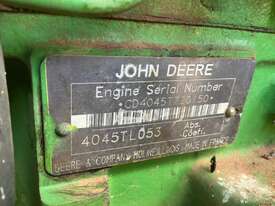 JOHN DEERE
Engine Serial Number
4045TL053
Abs.
Coeff.
DEERE & COMPANY MOLINE ILLINOIS MADE IN FRANCE